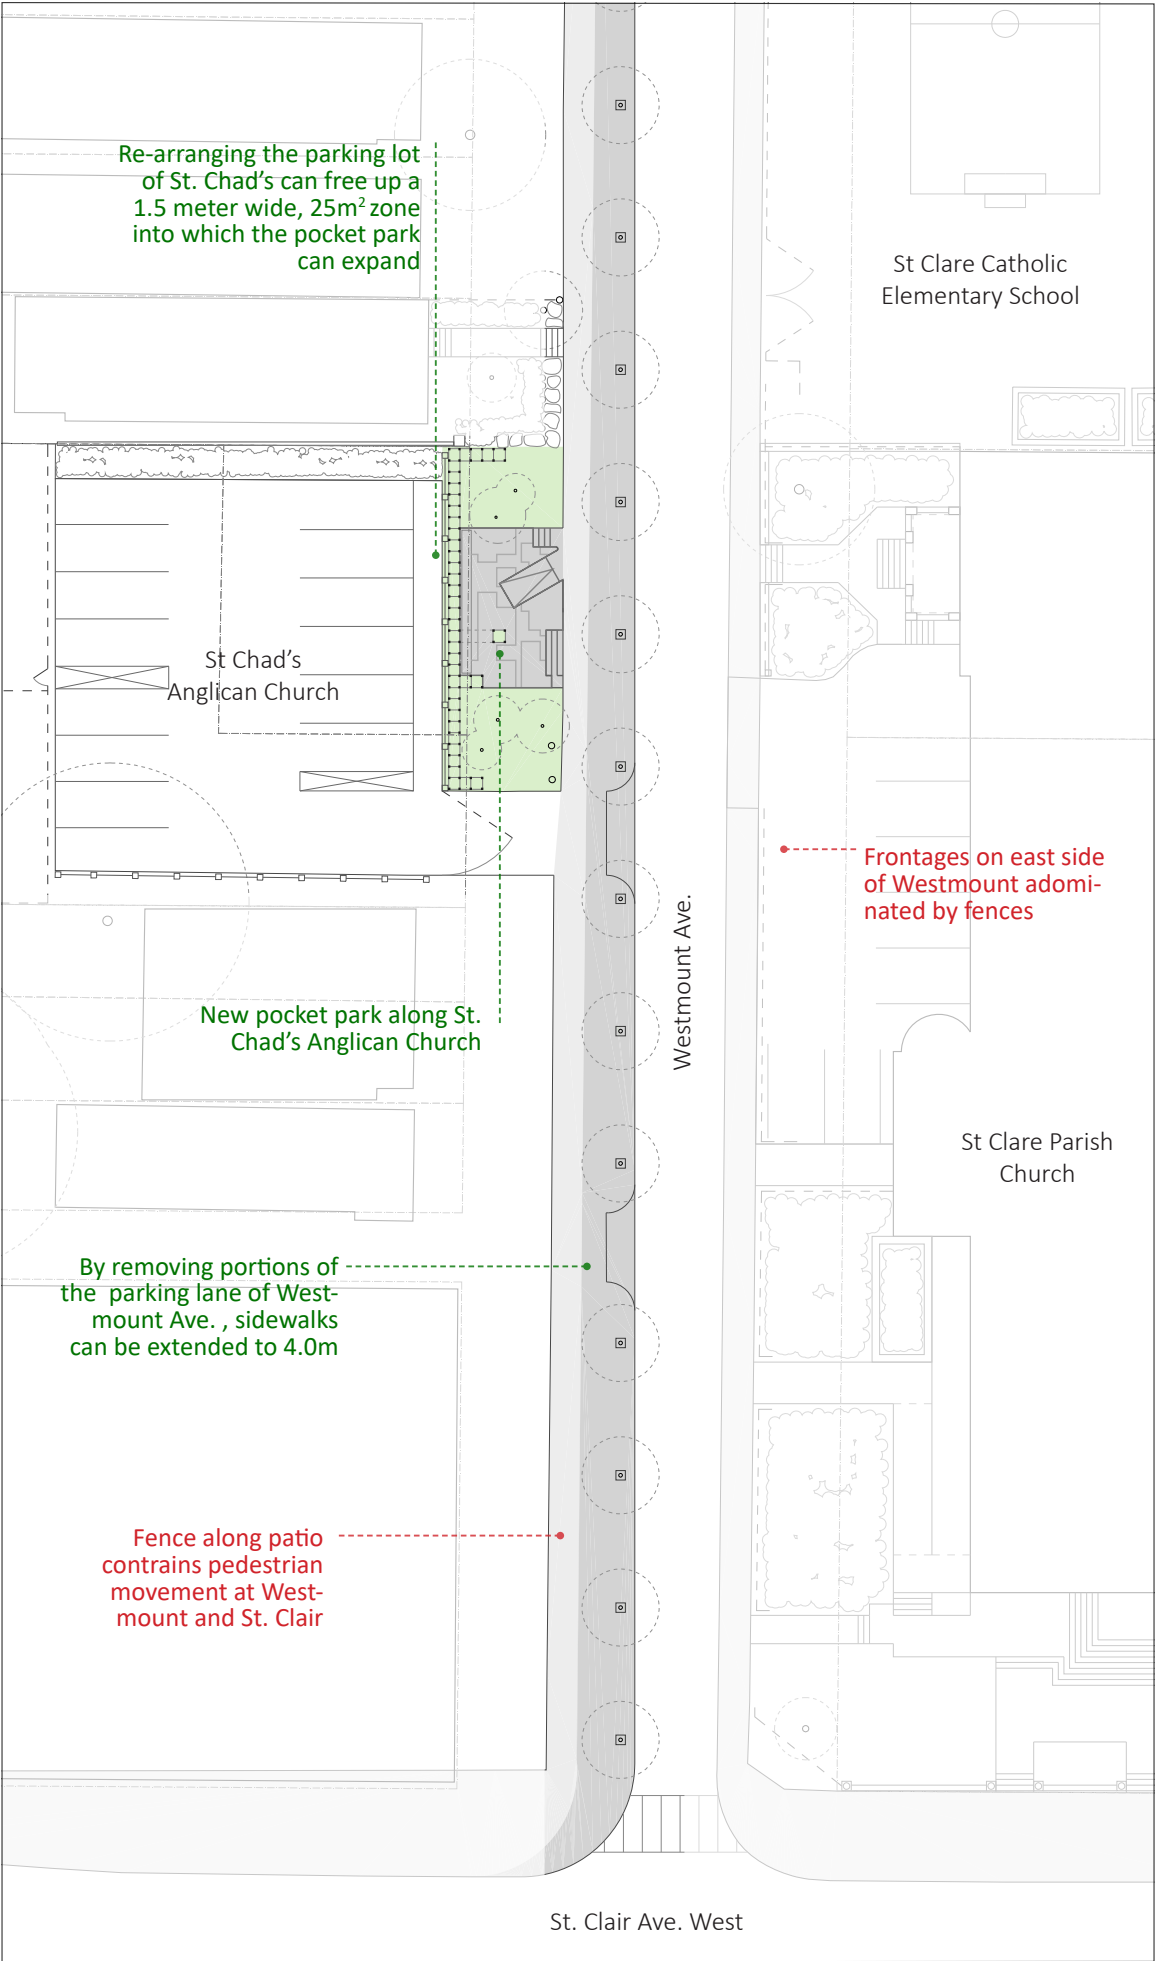 Re-arranging the parking lot
of St. Chad's can free up a
1.5 meter wide, 25m² zone
into which the pocket park
can expand
St Clare Catholic
Elementary School
St Chad's
Anglican Church
Frontages on east side
of Westmount adomi-
nated by fences
Westmount Ave.
New pocket park along St.
Chad's Anglican Church
St Clare Parish
Church
By removing portions of
the parking lane of West-
mount Ave. , sidewalks
can be extended to 4.0m
Fence along patio
contrains pedestrian
movement at West-
mount and St. Clair
St. Clair Ave. West